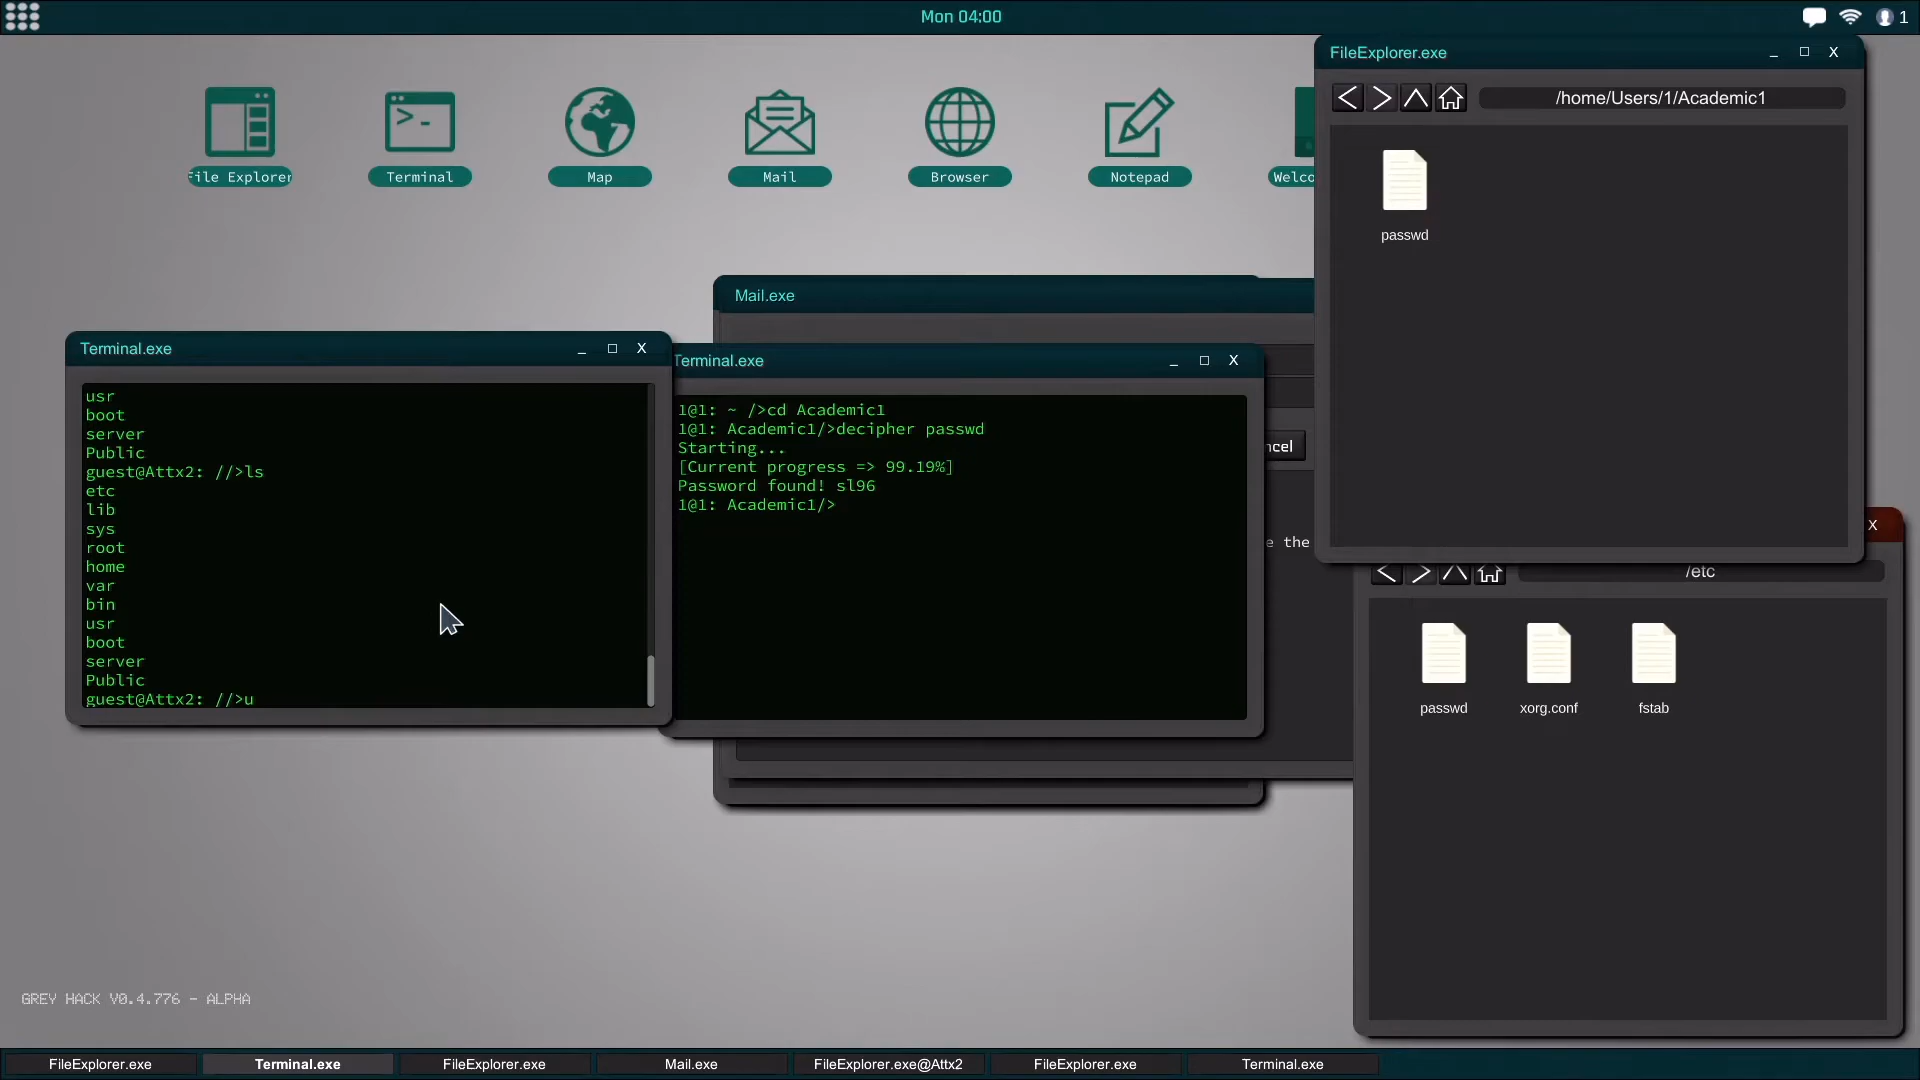 Mon 04:00
1
File Explorer
Terminal
Map
Mail
Browser
Notepad
Welco
FileExplorer.exe
_ □ X
/home/Users/1/Academic1
passwd
Mail.exe
ncel
e the
Terminal.exe
_ □ X
usr
boot
server
Public
guest@Attx2: //>ls
etc
lib
sys
root
home
var
bin
usr
boot
server
Public
guest@Attx2: //>u
Terminal.exe
_ □ X
1@1: ~ />cd Academic1
1@1: Academic1/>decipher passwd
Starting...
[Current progress => 99.19%]
Password found! sl96
1@1: Academic1/>
X
/etc
passwd
xorg.conf
fstab
GREY HACK V0.4.776 - ALPHA
FileExplorer.exe
Terminal.exe
FileExplorer.exe
Mail.exe
FileExplorer.exe@Attx2
FileExplorer.exe
Terminal.exe